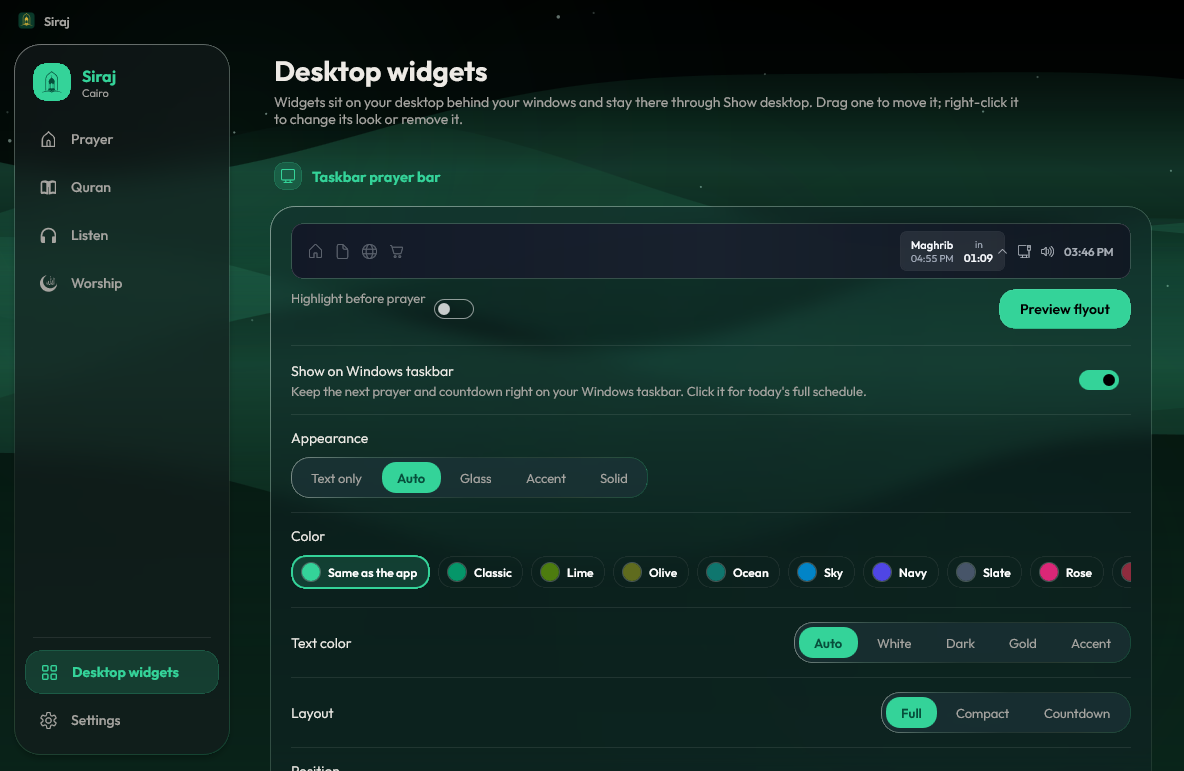 Siraj
Siraj
Cairo
Prayer
Quran
Listen
Worship
Desktop widgets
Settings
Desktop widgets
Widgets sit on your desktop behind your windows and stay there through Show desktop. Drag one to move it; right-click it
to change its look or remove it.
Taskbar prayer bar
Maghrib in
04:55 PM 01:09
03:46 PM
Highlight before prayer
Preview flyout
Show on Windows taskbar
Keep the next prayer and countdown right on your Windows taskbar. Click it for today's full schedule.
Appearance
Text only Auto Glass Accent Solid
Color
Same as the app Classic Lime Olive Ocean Sky Navy Slate Rose
Text color
Auto White Dark Gold Accent
Layout
Full Compact Countdown
Position